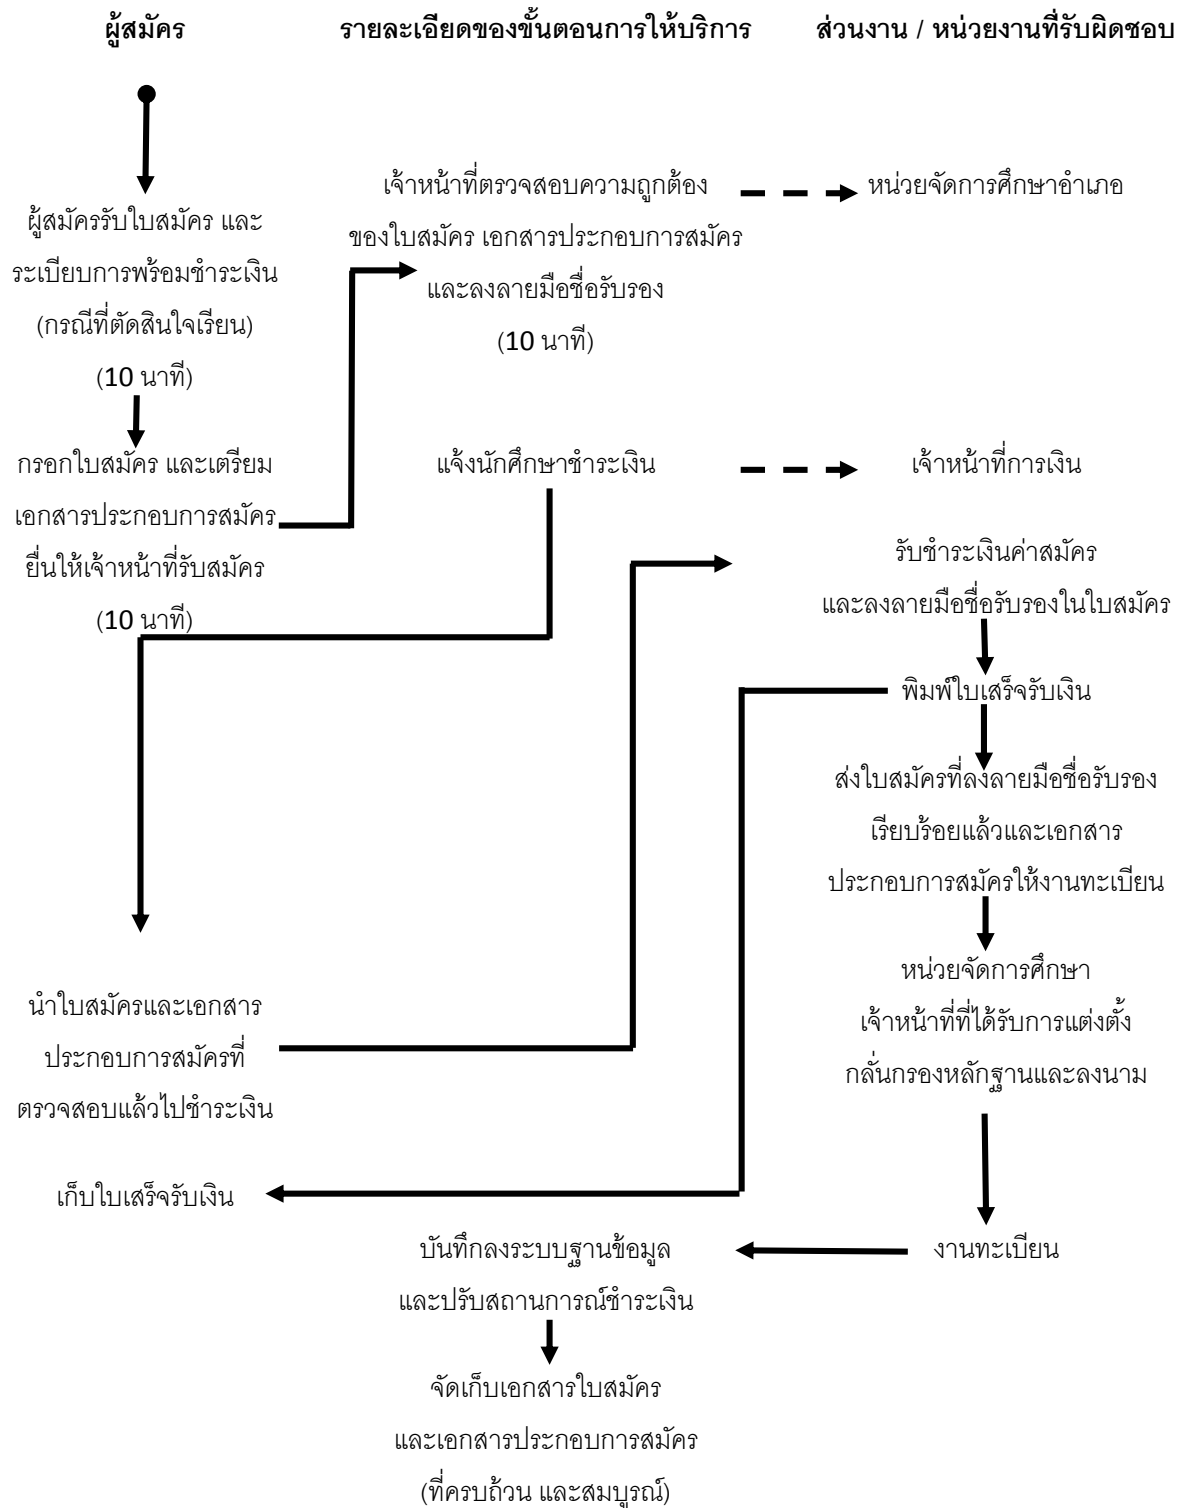 ผู้สมัคร
รายละเอียดของขั้นตอนการให้บริการ
ส่วนงาน / หน่วยงานที่รับผิดชอบ
ผู้สมัครรับใบสมัคร และ
ระเบียบการพร้อมชำระเงิน
(กรณีที่ตัดสินใจเรียน)
(10 นาที)
เจ้าหน้าที่ตรวจสอบความถูกต้อง
ของใบสมัคร เอกสารประกอบการสมัคร
และลงลายมือชื่อรับรอง
(10 นาที)
หน่วยจัดการศึกษาอำเภอ
กรอกใบสมัคร และเตรียม
เอกสารประกอบการสมัคร
ยื่นให้เจ้าหน้าที่รับสมัคร
(10 นาที)
แจ้งนักศึกษาชำระเงิน
เจ้าหน้าที่การเงิน
รับชำระเงินค่าสมัคร
และลงลายมือชื่อรับรองในใบสมัคร
พิมพ์ใบเสร็จรับเงิน
ส่งใบสมัครที่ลงลายมือชื่อรับรอง
เรียบร้อยแล้วและเอกสาร
ประกอบการสมัครให้งานทะเบียน
หน่วยจัดการศึกษา
เจ้าหน้าที่ที่ได้รับการแต่งตั้ง
กลั่นกรองหลักฐานและลงนาม
นำใบสมัครและเอกสาร
ประกอบการสมัครที่
ตรวจสอบแล้วไปชำระเงิน
เก็บใบเสร็จรับเงิน
งานทะเบียน
บันทึกลงระบบฐานข้อมูล
และปรับสถานการณ์ชำระเงิน
จัดเก็บเอกสารใบสมัคร
และเอกสารประกอบการสมัคร
(ที่ครบถ้วน และสมบูรณ์)